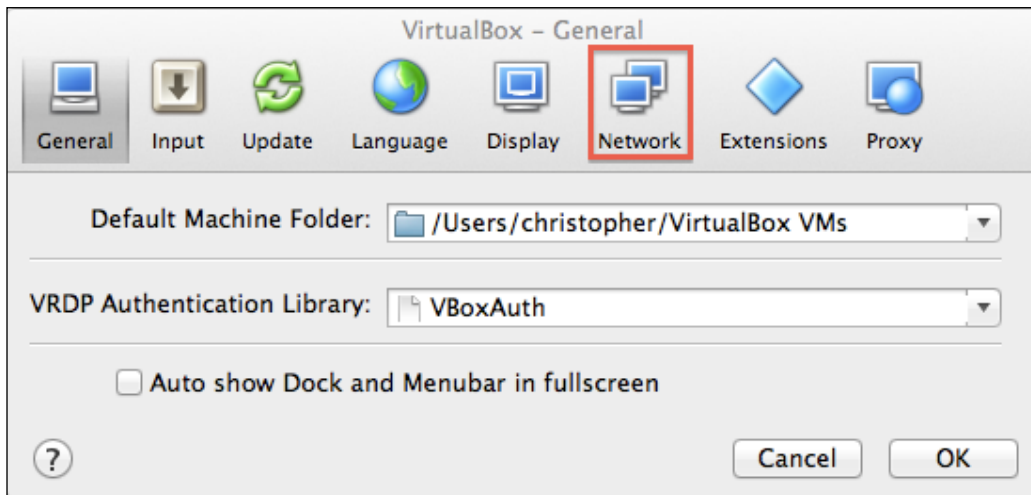 VirtualBox – General
General Input Update Language Display Network Extensions Proxy
Default Machine Folder: /Users/christopher/VirtualBox VMs
VRDP Authentication Library: VBoxAuth
Auto show Dock and Menubar in fullscreen
? Cancel OK